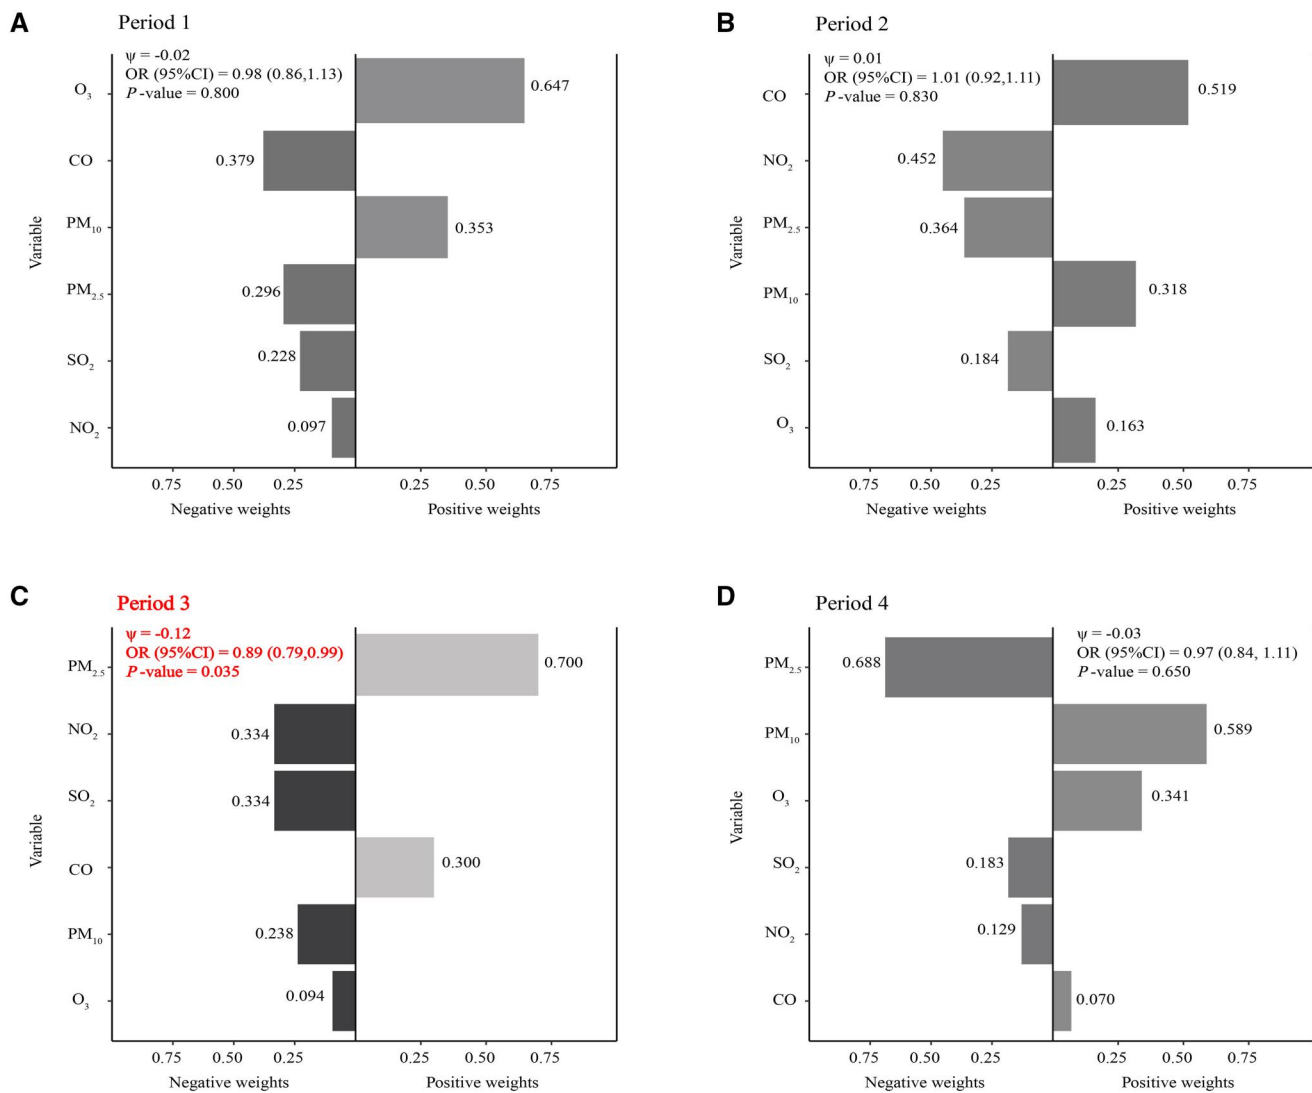 A Period 1
ψ = -0.02
OR (95%CI) = 0.98 (0.86,1.13)
P-value = 0.800
Variable
O₃ 0.647
CO 0.379
PM₁₀ 0.353
PM₂.₅ 0.296
SO₂ 0.228
NO₂ 0.097
0.75 0.50 0.25 0.25 0.50 0.75
Negative weights Positive weights
B Period 2
ψ = 0.01
OR (95%CI) = 1.01 (0.92,1.11)
P-value = 0.830
Variable
CO 0.519
NO₂ 0.452
PM₂.₅ 0.364
PM₁₀ 0.318
SO₂ 0.184
O₃ 0.163
0.75 0.50 0.25 0.25 0.50 0.75
Negative weights Positive weights
C Period 3
ψ = -0.12
OR (95%CI) = 0.89 (0.79,0.99)
P-value = 0.035
Variable
PM₂.₅ 0.700
NO₂ 0.334
SO₂ 0.334
CO 0.300
PM₁₀ 0.238
O₃ 0.094
0.75 0.50 0.25 0.25 0.50 0.75
Negative weights Positive weights
D Period 4
ψ = -0.03
OR (95%CI) = 0.97 (0.84, 1.11)
P-value = 0.650
Variable
PM₂.₅ 0.688
PM₁₀ 0.589
O₃ 0.341
SO₂ 0.183
NO₂ 0.129
CO 0.070
0.75 0.50 0.25 0.25 0.50 0.75
Negative weights Positive weights